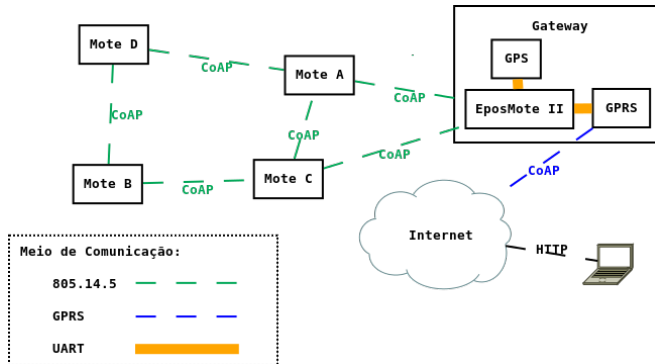 Gateway
Mote D
GPS
CoAP
Mote A
CoAP
EposMote II
GPRS
CoAP
CoAP
CoAP
Mote B
CoAP
Mote C
CoAP
Internet
HTTP
Meio de Comunicação:
805.14.5
GPRS
UART